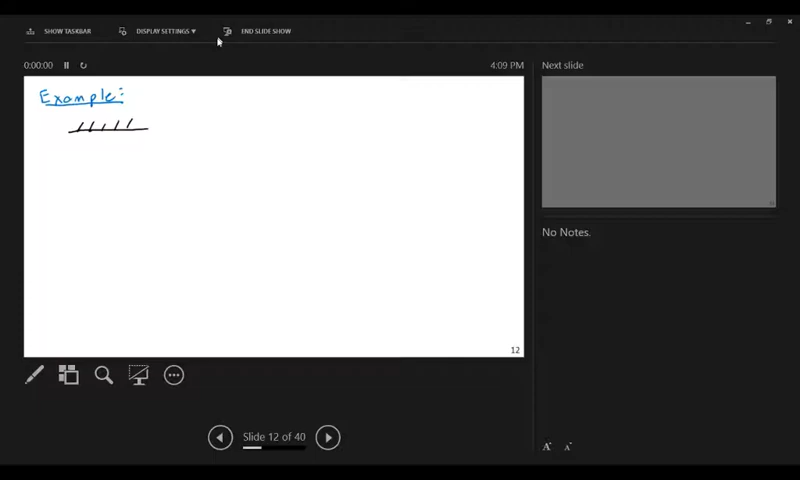 SHOW TASKBAR DISPLAY SETTINGS ▼ END SLIDE SHOW
0:00:00 4:09 PM Next slide
Example:
No Notes.
12
Slide 12 of 40
A A